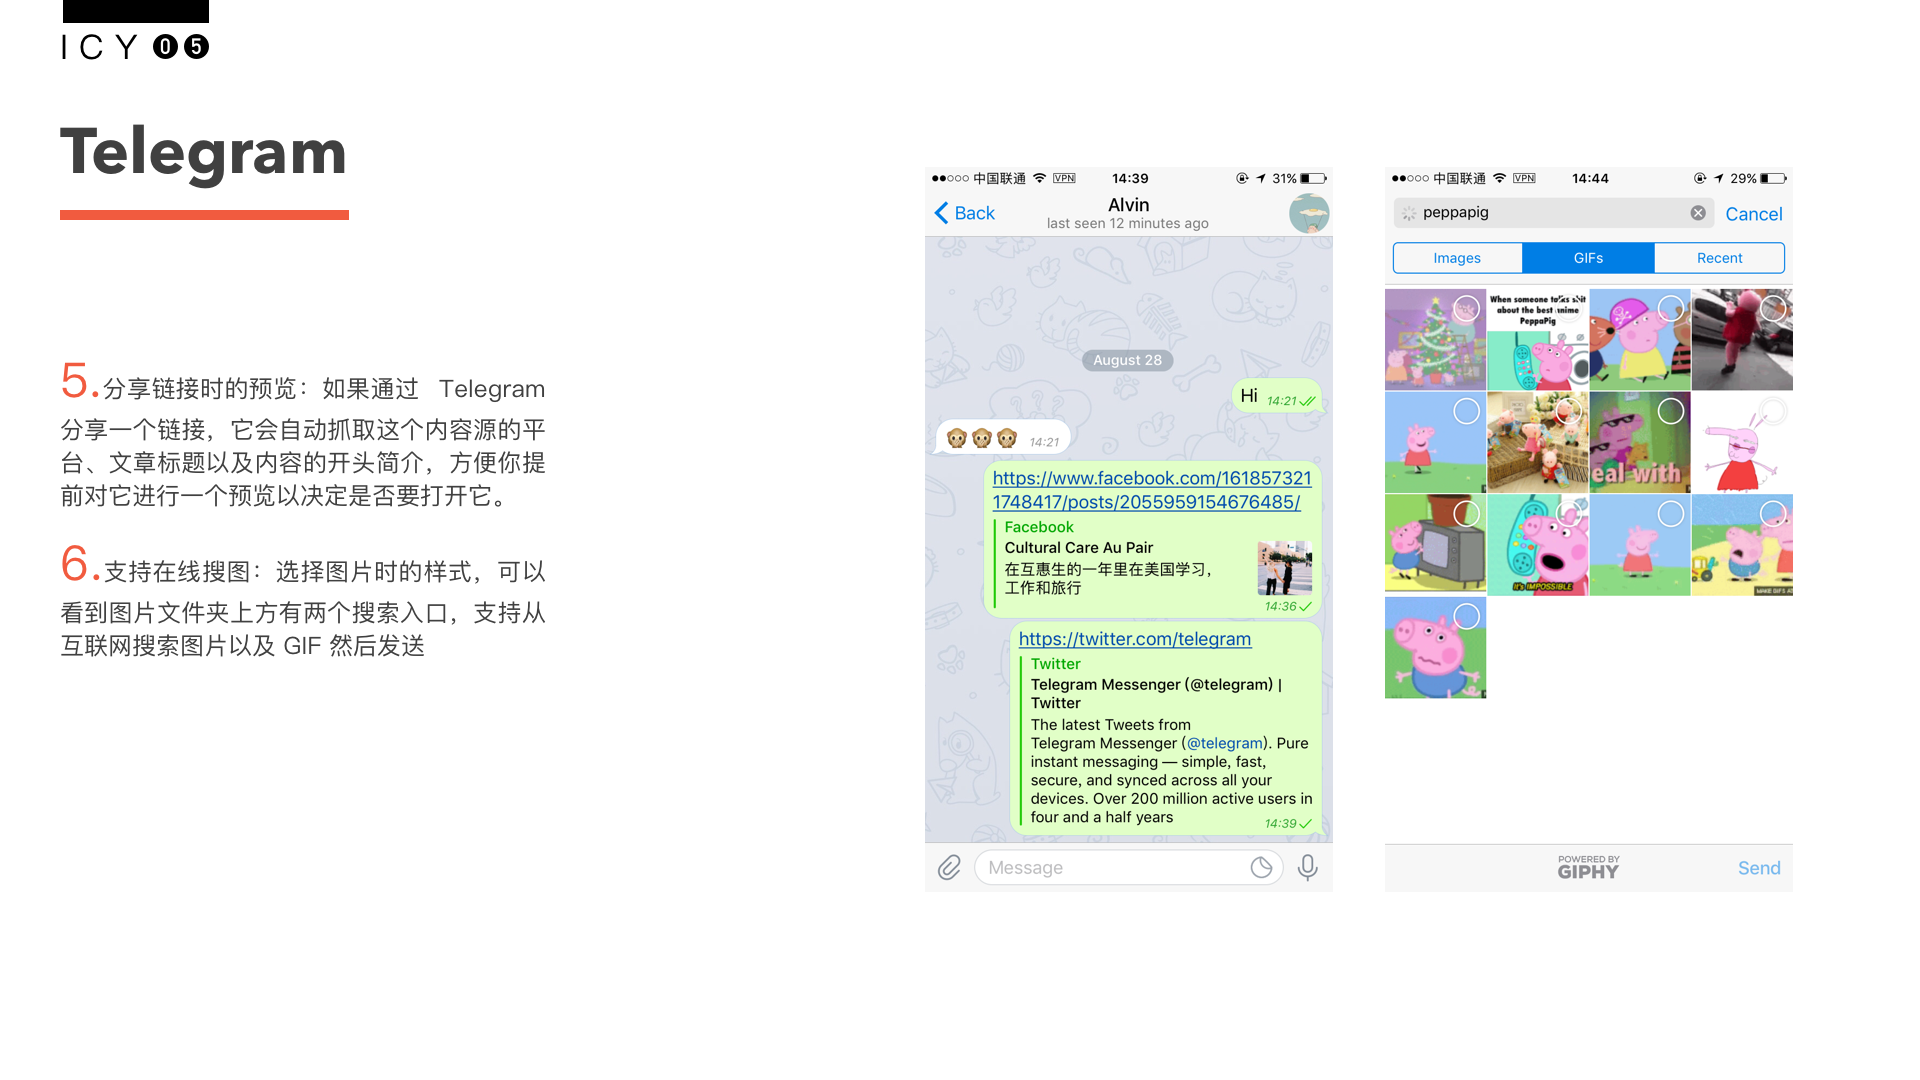 ICY 05
Telegram
5.分享链接时的预览：如果通过 Telegram
分享一个链接，它会自动抓取这个内容源的平
台、文章标题以及内容的开头简介，方便你提
前对它进行一个预览以决定是否要打开它。
6.支持在线搜图：选择图片时的样式，可以
看到图片文件夹上方有两个搜索入口，支持从
互联网搜索图片以及 GIF 然后发送
中国联通 VPN 14:39 31%
Back
Alvin
last seen 12 minutes ago
August 28
Hi 14:21
14:21
https://www.facebook.com/161857321
1748417/posts/2055959154676485/
Facebook
Cultural Care Au Pair
在互惠生的一年里在美国学习，
工作和旅行
14:36
https://twitter.com/telegram
Twitter
Telegram Messenger (@telegram) |
Twitter
The latest Tweets from
Telegram Messenger (@telegram). Pure
instant messaging — simple, fast,
secure, and synced across all your
devices. Over 200 million active users in
four and a half years
14:39
Message
中国联通 VPN 14:44 29%
peppapig
Cancel
Images GIFs Recent
When someone talks shit
about the best anime
PeppaPig
eal with
IT'S IMPOSSIBLE
MAKE GIFS AT
POWERED BY
GIPHY
Send